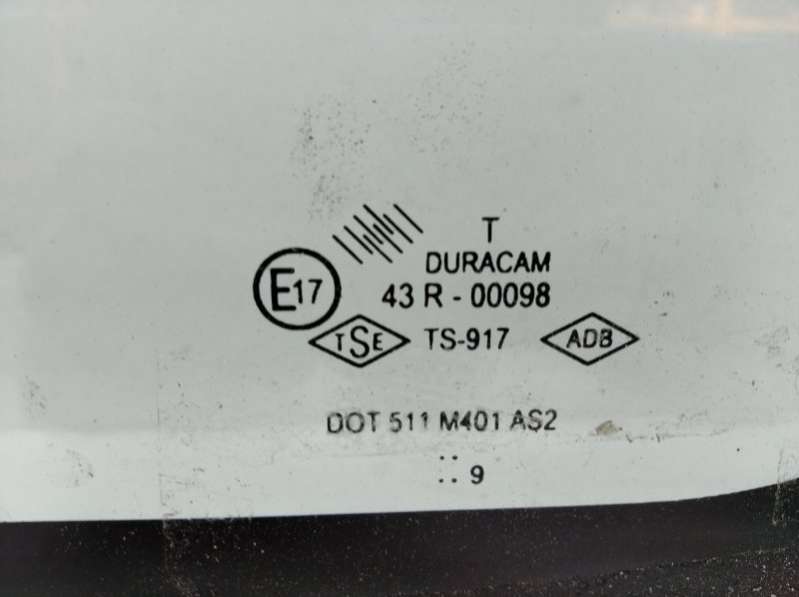 T
DURACAM
E17 43 R - 00098
TSE TS-917 ADB
DOT 511 M401 AS2
:: 9